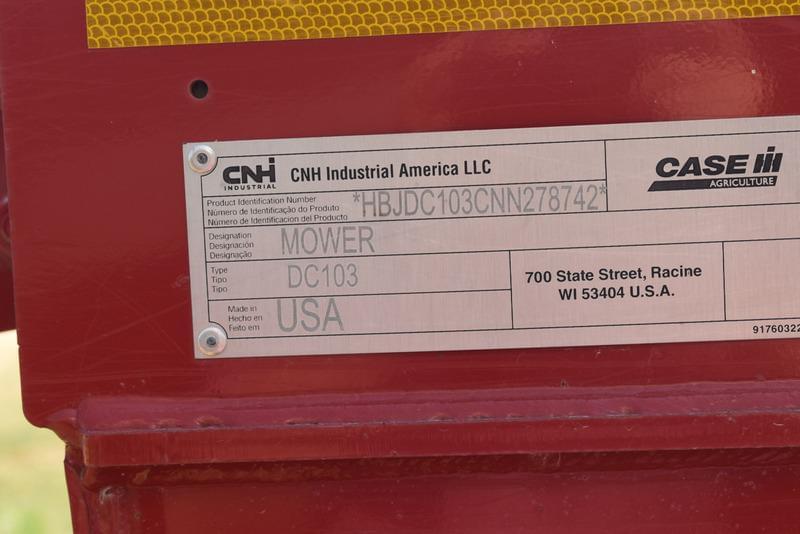 CNH
INDUSTRIAL
CNH Industrial America LLC
CASE IH
AGRICULTURE
Product Identification Number
Número de Identificação do Produto
Número de Identificacion del Producto
*HBJDC103CNN278742*
Designation
Designación
Designação
MOWER
Type
Tipo
Tipo
DC103
Made in
Hecho en
Feito em
USA
700 State Street, Racine
WI 53404 U.S.A.
9176032